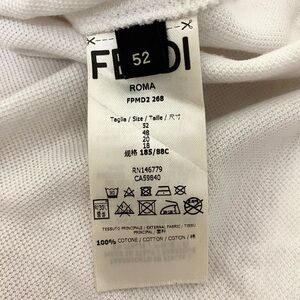 52
FENDI
ROMA
FPMD2 268
Taglia / Size / Taille / 尺寸
52
48
20
18
规格 185/88C
RN146779
CA59840
TESSUTO PRINCIPALE / EXTERNAL FABRIC / TISSU
PRINCIPAL / 面料
100% COTONE / COTTON / COTON / 棉